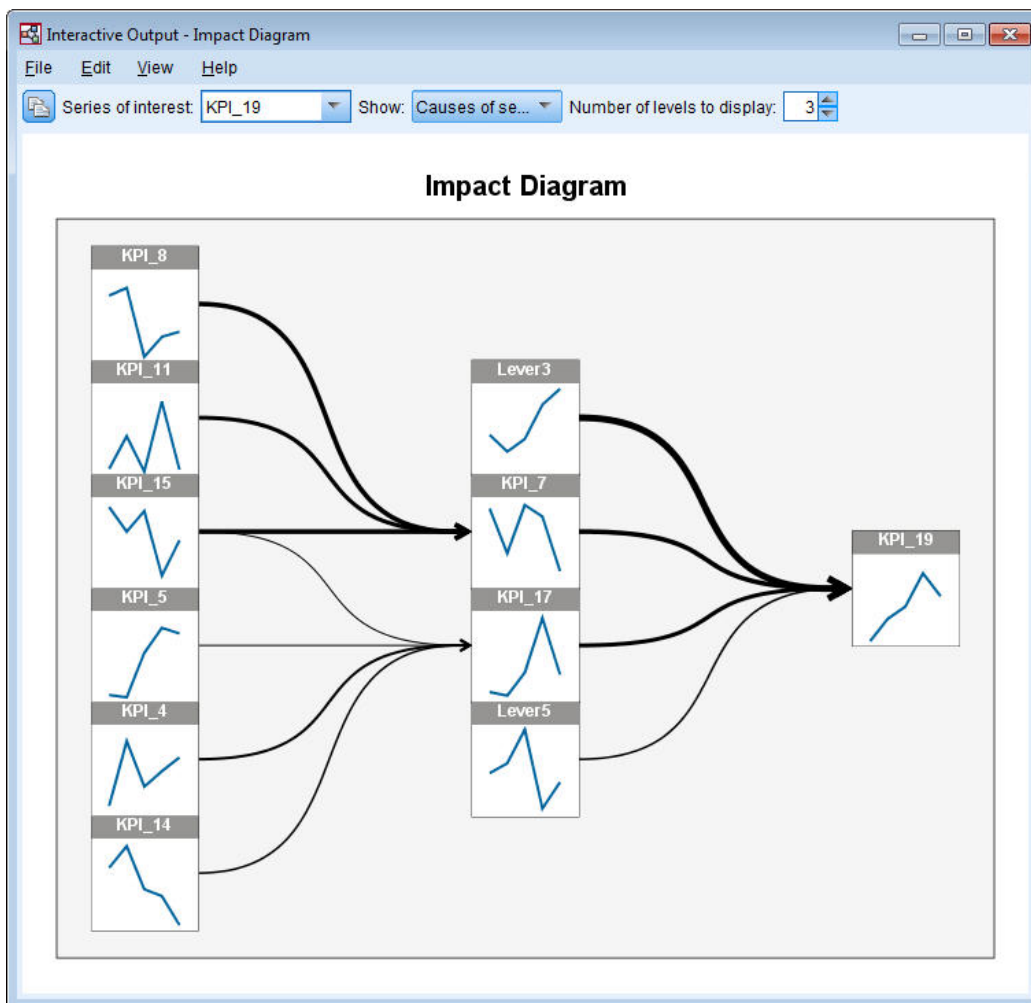 Interactive Output - Impact Diagram
File Edit View Help
Series of interest: KPI_19 Show: Causes of se... Number of levels to display: 3
Impact Diagram
KPI_8
KPI_11
KPI_15
KPI_5
KPI_4
KPI_14
Lever3
KPI_7
KPI_17
Lever5
KPI_19